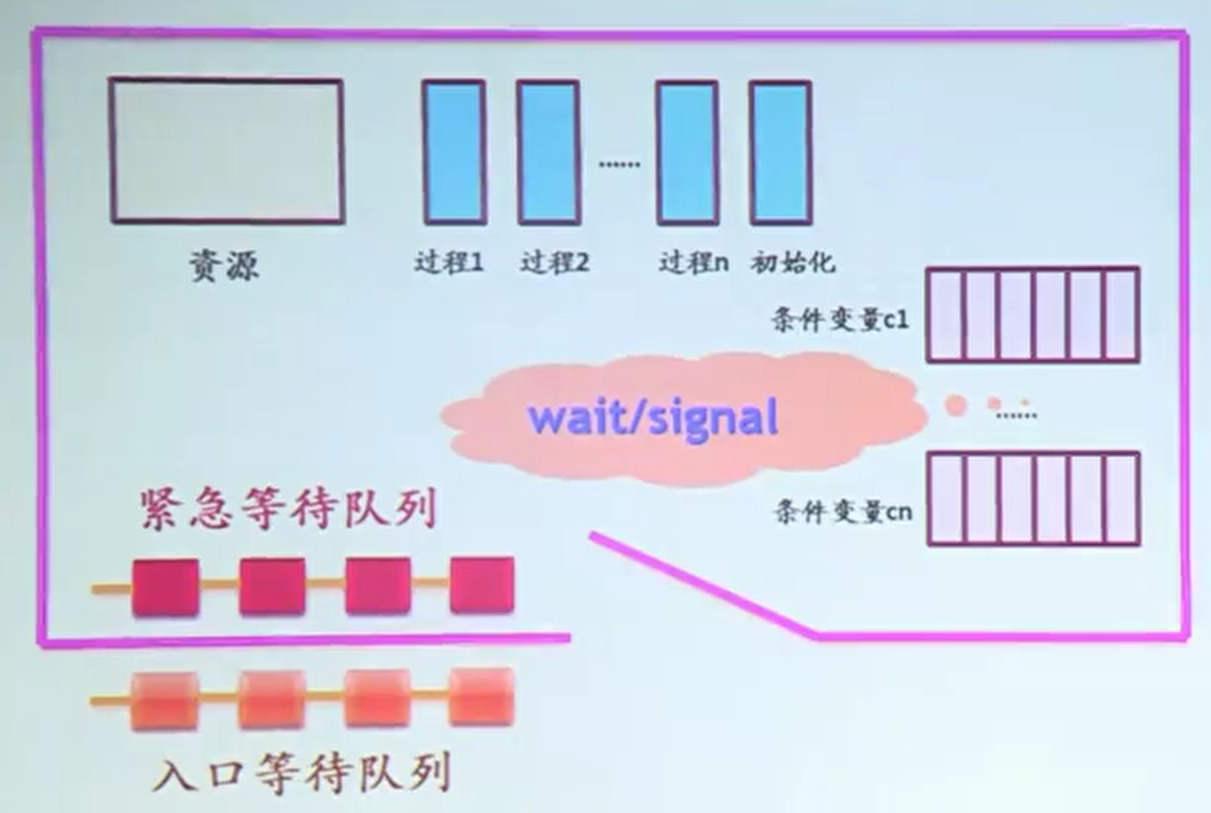 资源
过程1 过程2 …… 过程n 初始化
条件变量c1
wait/signal
……
条件变量cn
紧急等待队列
入口等待队列